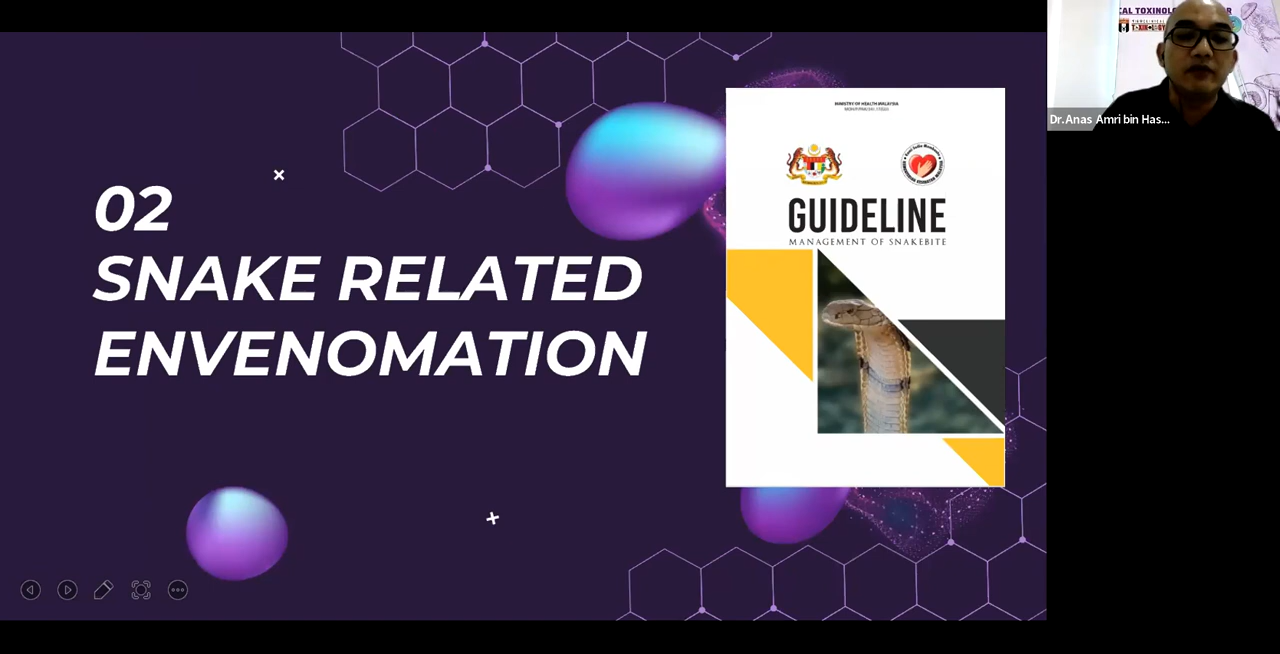 02
SNAKE RELATED
ENVENOMATION
MINISTRY OF HEALTH MALAYSIA
GUIDELINE
MANAGEMENT OF SNAKEBITE
Dr.Anas Amri bin Has...